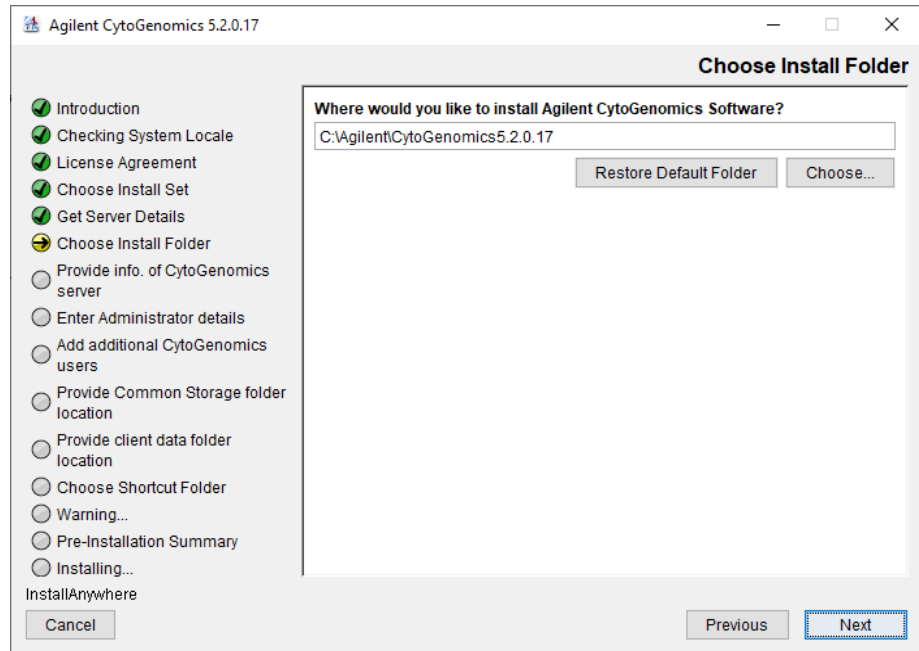 Agilent CytoGenomics 5.2.0.17
Choose Install Folder
Introduction
Checking System Locale
License Agreement
Choose Install Set
Get Server Details
Choose Install Folder
Provide info. of CytoGenomics
server
Enter Administrator details
Add additional CytoGenomics
users
Provide Common Storage folder
location
Provide client data folder
location
Choose Shortcut Folder
Warning...
Pre-Installation Summary
Installing...
Where would you like to install Agilent CytoGenomics Software?
C:\Agilent\CytoGenomics5.2.0.17
Restore Default Folder
Choose...
InstallAnywhere
Cancel
Previous
Next